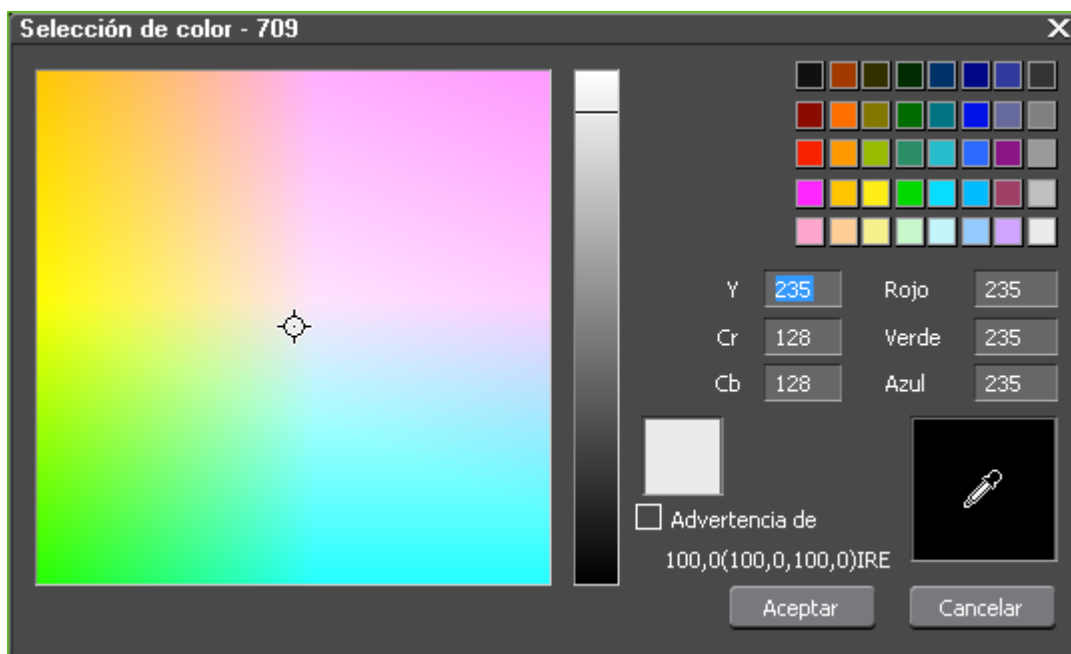 Selección de color - 709
Y 235 Rojo 235
Cr 128 Verde 235
Cb 128 Azul 235
Advertencia de
100,0(100,0,100,0)IRE
Aceptar Cancelar